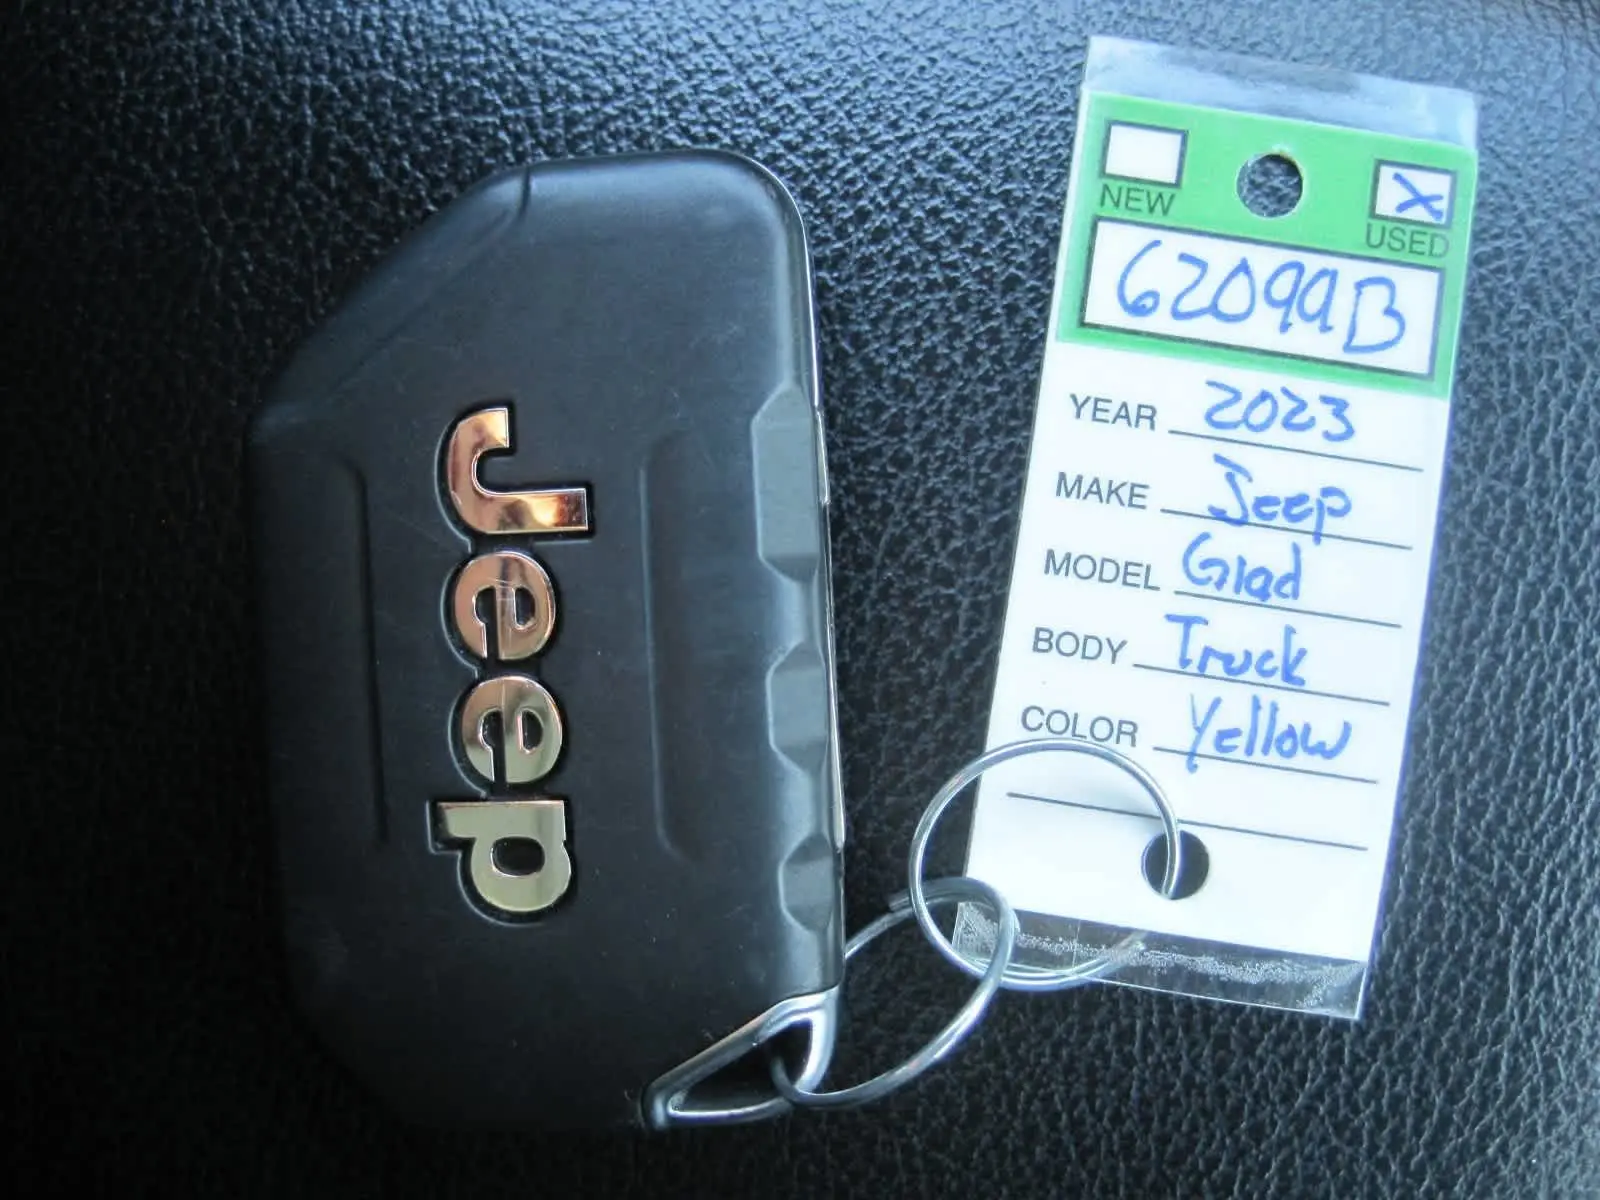 Jeep
NEW
X USED
62099B
YEAR 2023
MAKE Jeep
MODEL Glad
BODY Truck
COLOR Yellow